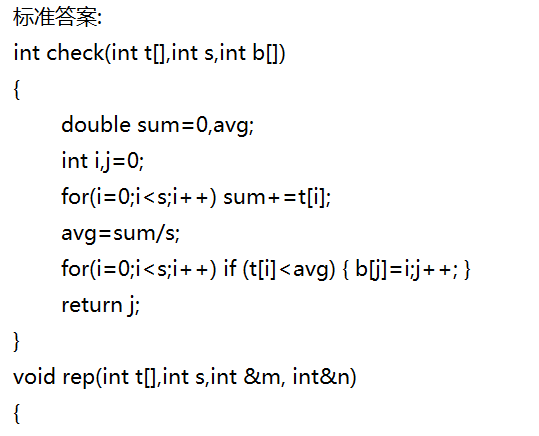 标准答案:
int check(int t[],int s,int b[])
{
double sum=0,avg;
int i,j=0;
for(i=0;i<s;i++) sum+=t[i];
avg=sum/s;
for(i=0;i<s;i++) if (t[i]<avg) { b[j]=i;j++; }
return j;
}
void rep(int t[],int s,int &m, int&n)
{